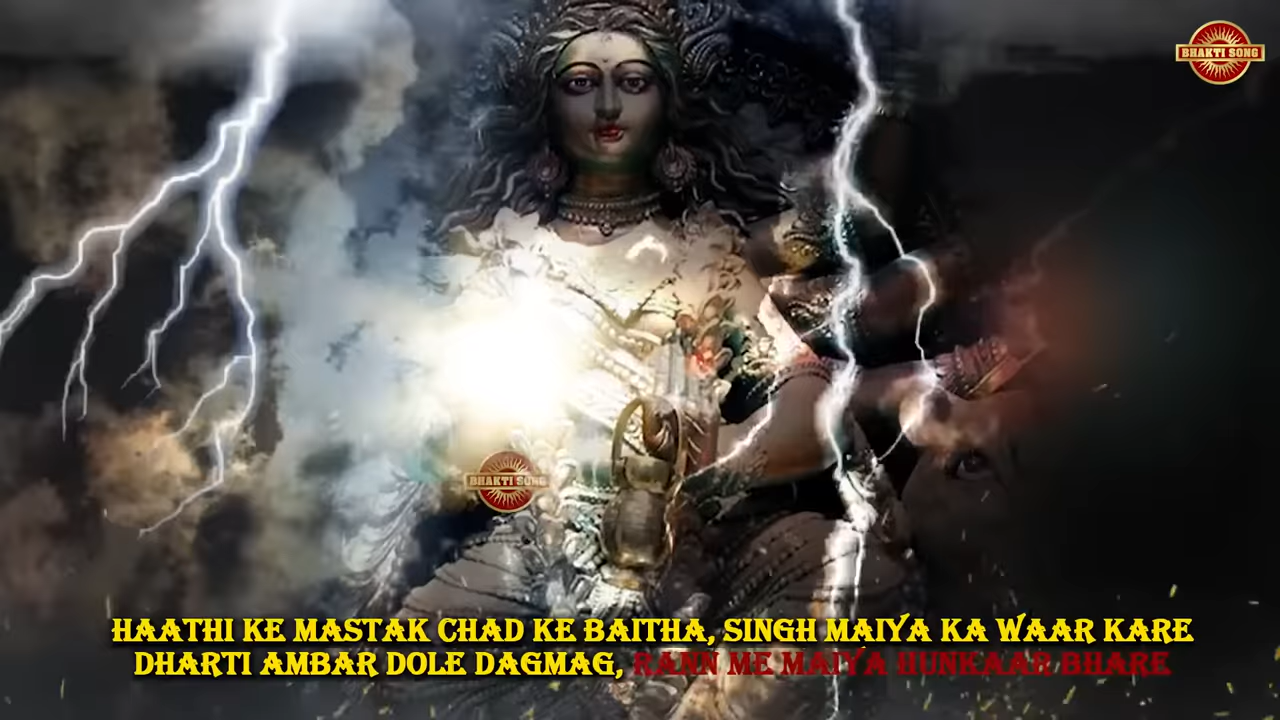 BHAKTI SONG
BHAKTI SONG
HAATHI KE MASTAK CHAD KE BAITHA, SINGH MAIYA KA WAAR KARE
DHARTI AMBAR DOLE DAGMAG, RANN ME MAIYA HUNKAAR BHARE